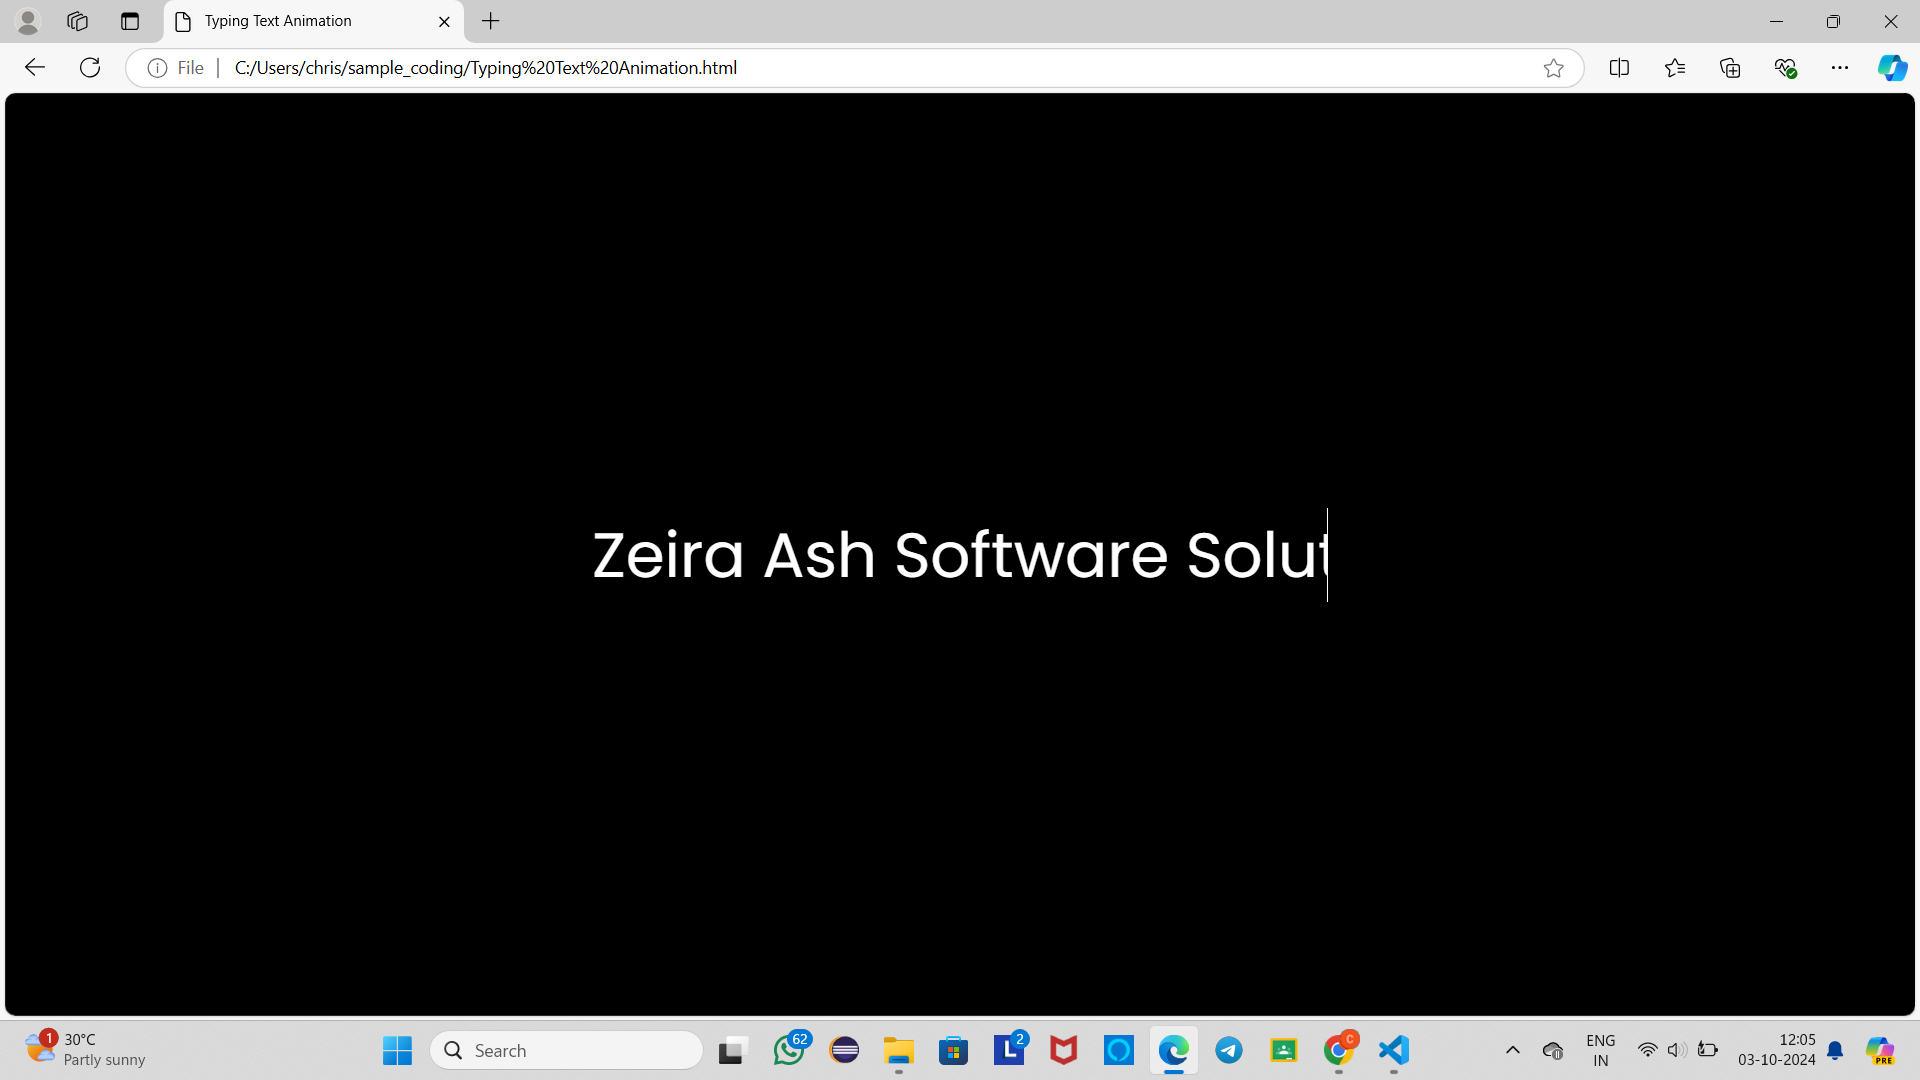 Typing Text Animation
File
C:/Users/chris/sample_coding/Typing%20Text%20Animation.html
Zeira Ash Software Solut
1
30°C
Partly sunny
Search
62
L
2
C
ENG
IN
12:05
03-10-2024
PRE